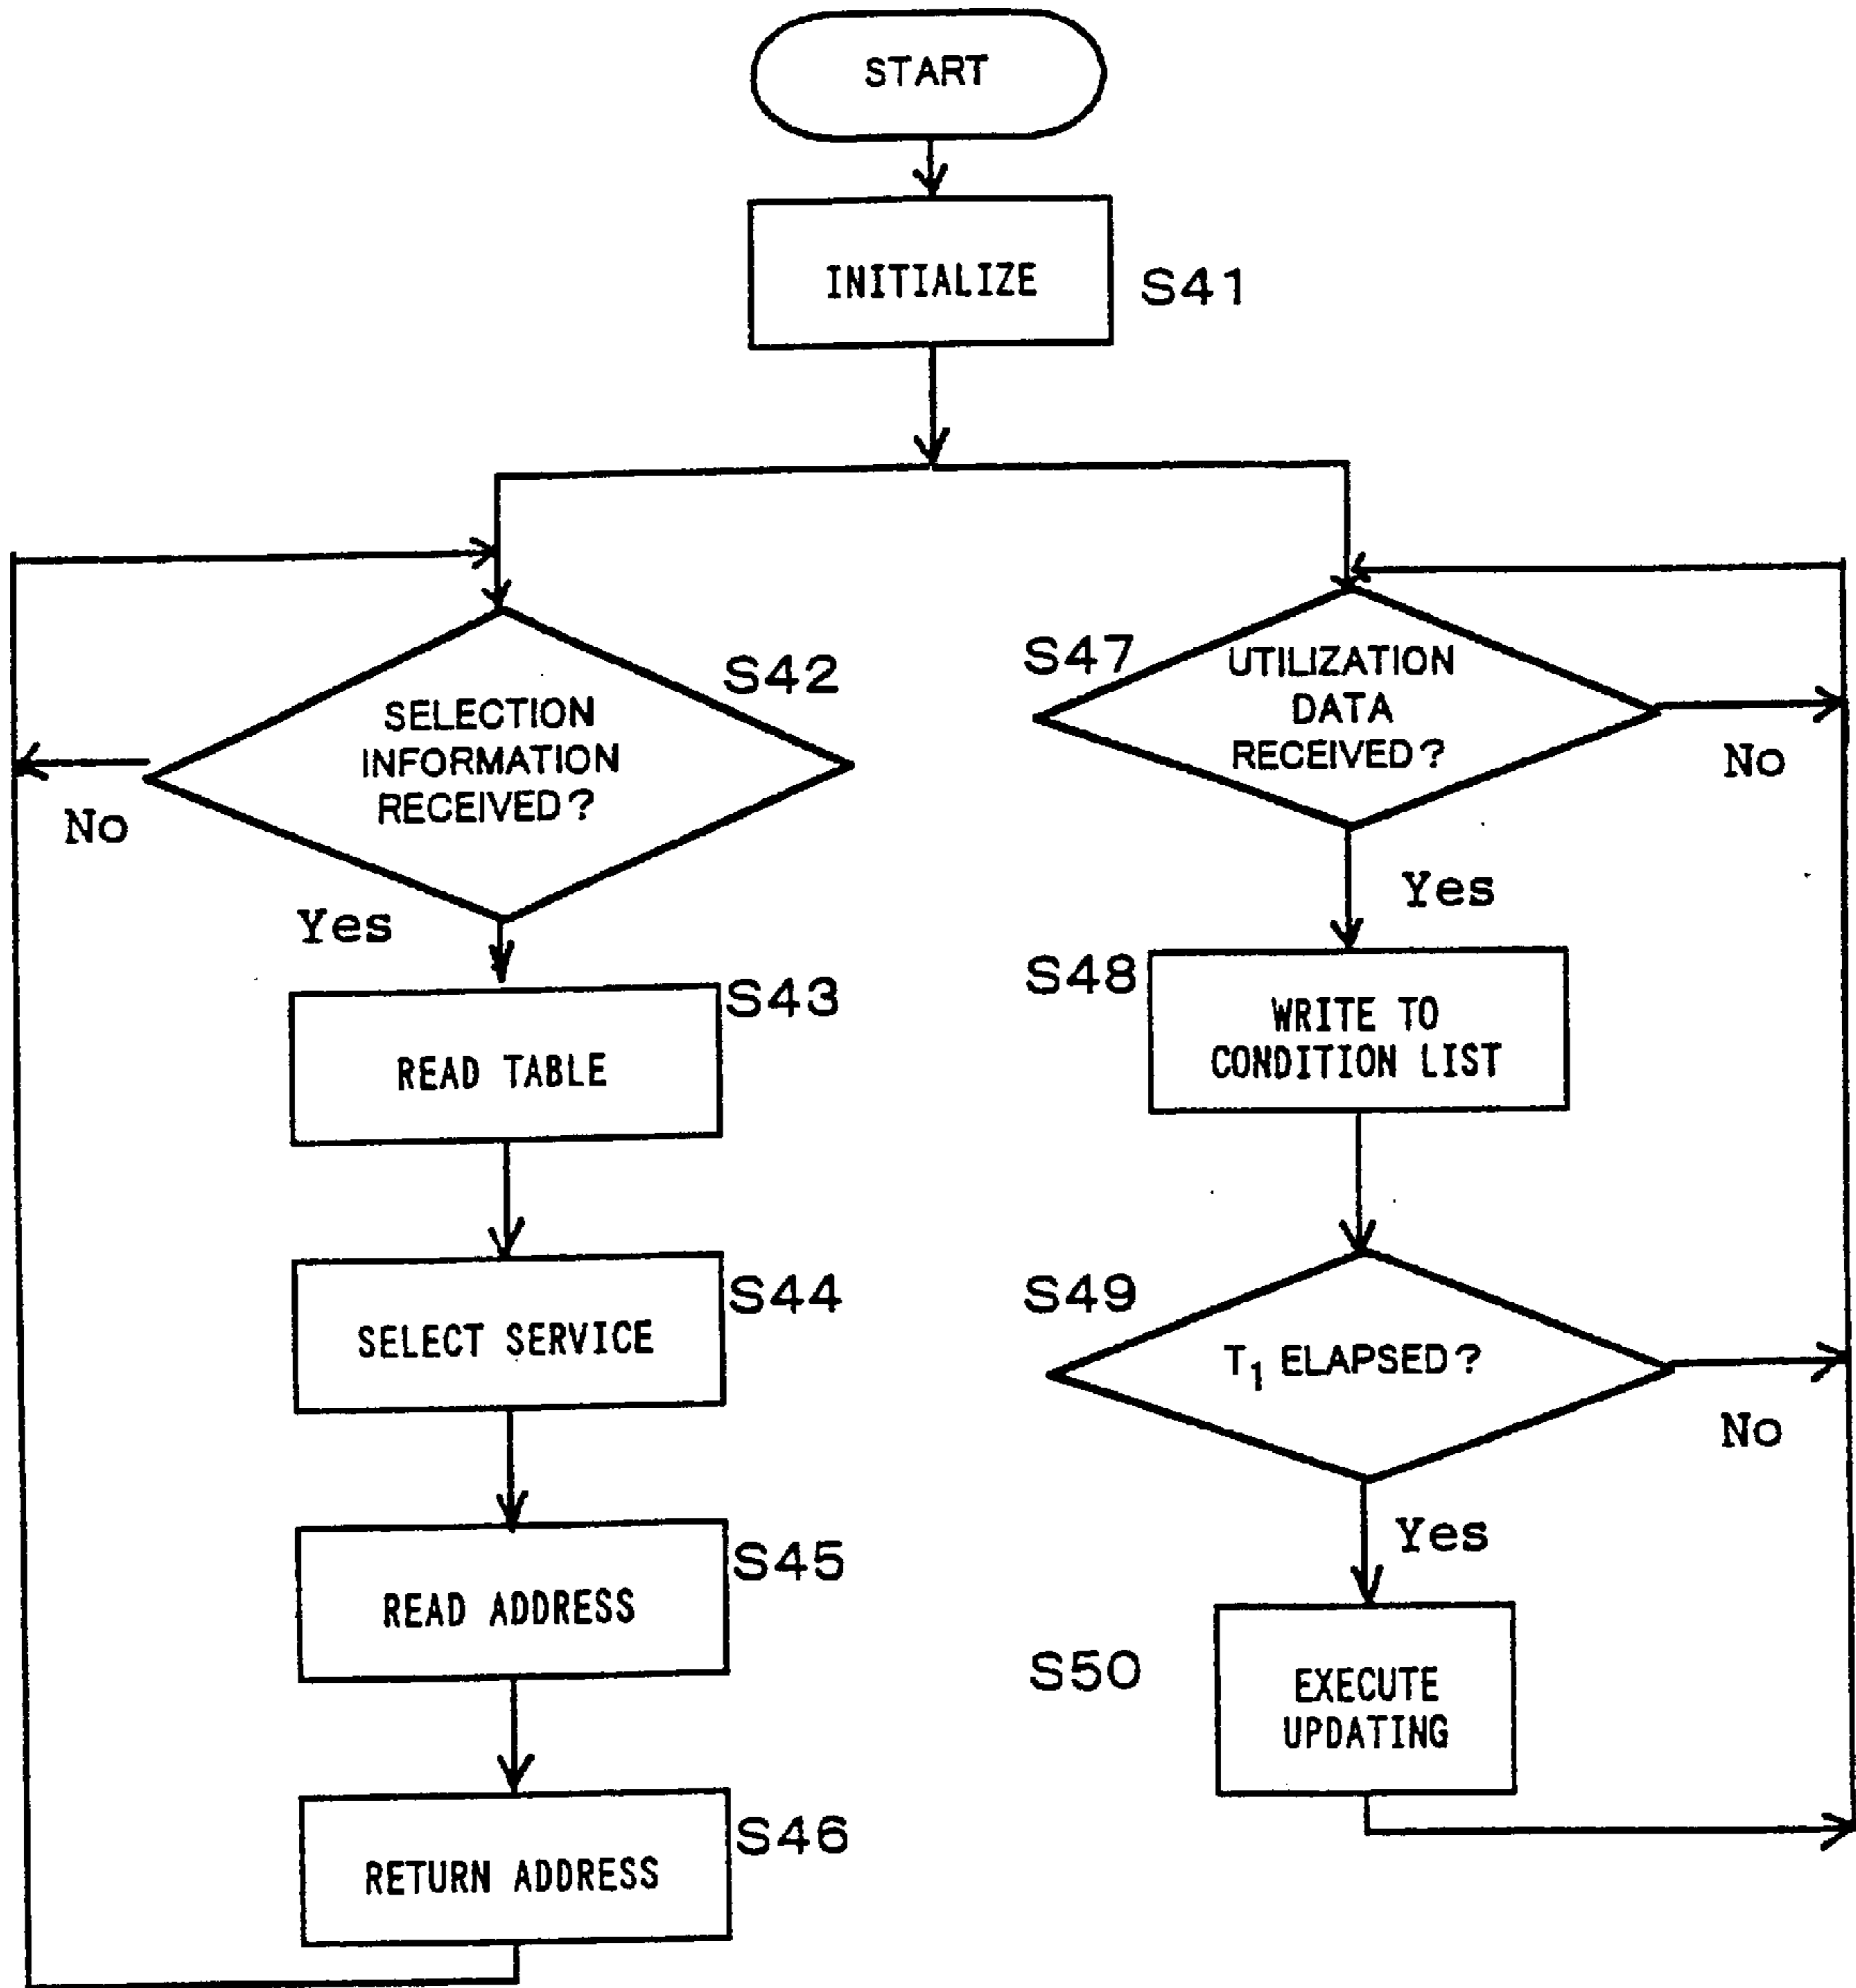 START
INITIALIZE
S41
S42
SELECTION
INFORMATION
RECEIVED?
No
Yes
S43
READ TABLE
S44
SELECT SERVICE
S45
READ ADDRESS
S46
RETURN ADDRESS
S47
UTILIZATION
DATA
RECEIVED?
No
Yes
S48
WRITE TO
CONDITION LIST
S49
T₁ ELAPSED?
No
Yes
S50
EXECUTE
UPDATING